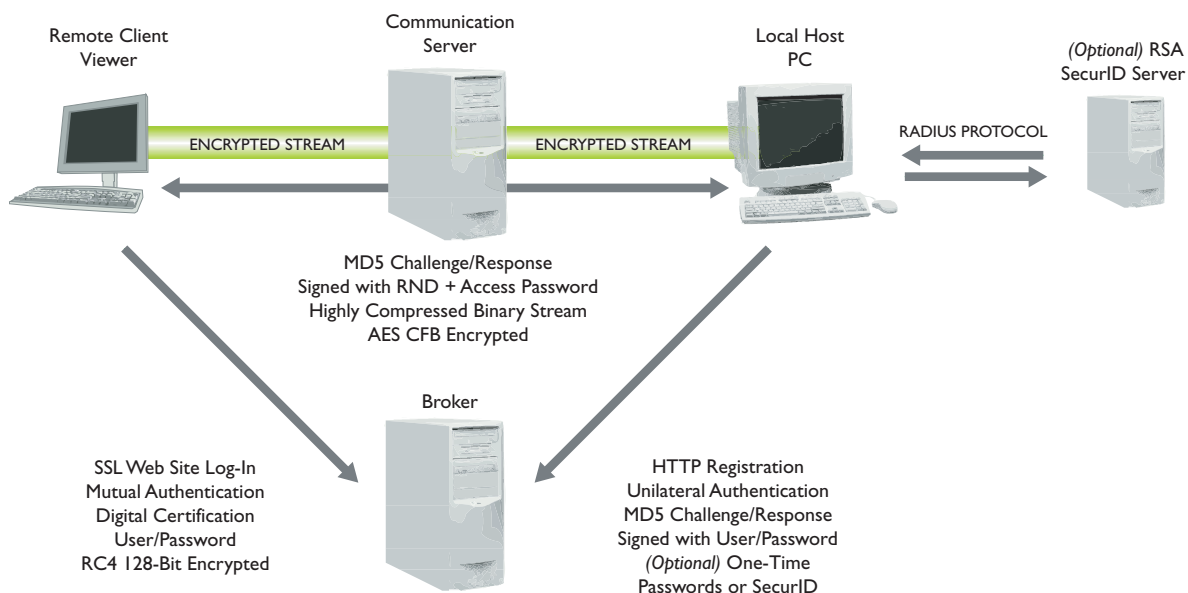 Remote Client
Viewer
Communication
Server
Local Host
PC
(Optional) RSA
SecurID Server
ENCRYPTED STREAM
ENCRYPTED STREAM
RADIUS PROTOCOL
MD5 Challenge/Response
Signed with RND + Access Password
Highly Compressed Binary Stream
AES CFB Encrypted
Broker
SSL Web Site Log-In
Mutual Authentication
Digital Certification
User/Password
RC4 128-Bit Encrypted
HTTP Registration
Unilateral Authentication
MD5 Challenge/Response
Signed with User/Password
(Optional) One-Time
Passwords or SecurID